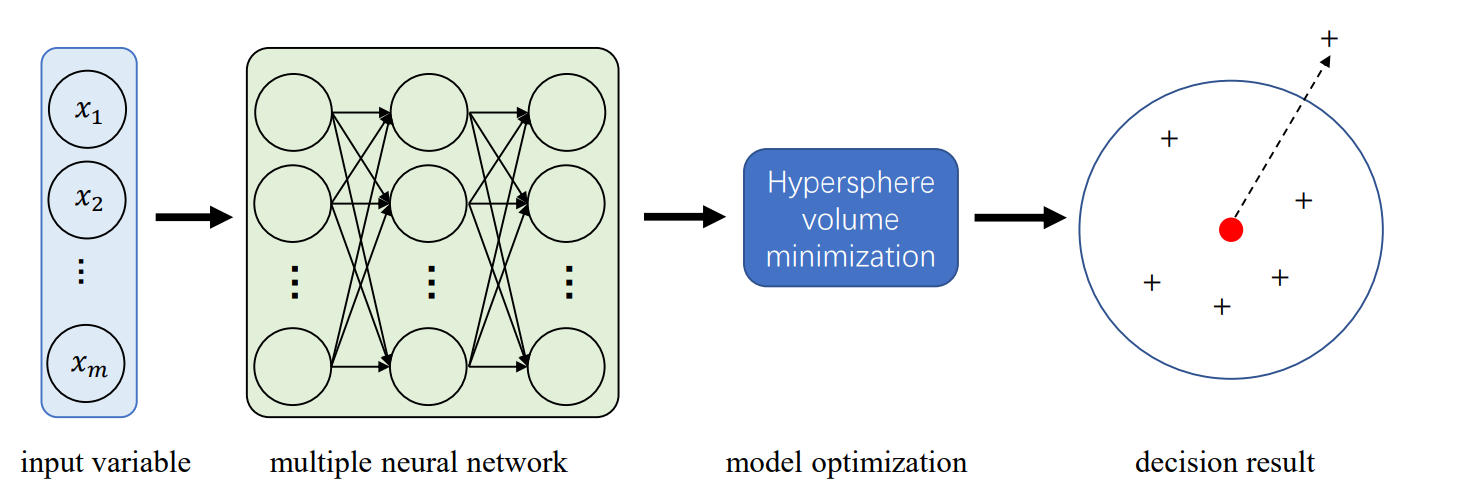 x1
x2
⋮
xm
⋮ ⋮ ⋮
Hypersphere
volume
minimization
+
+
+
+
+
+
input variable
multiple neural network
model optimization
decision result